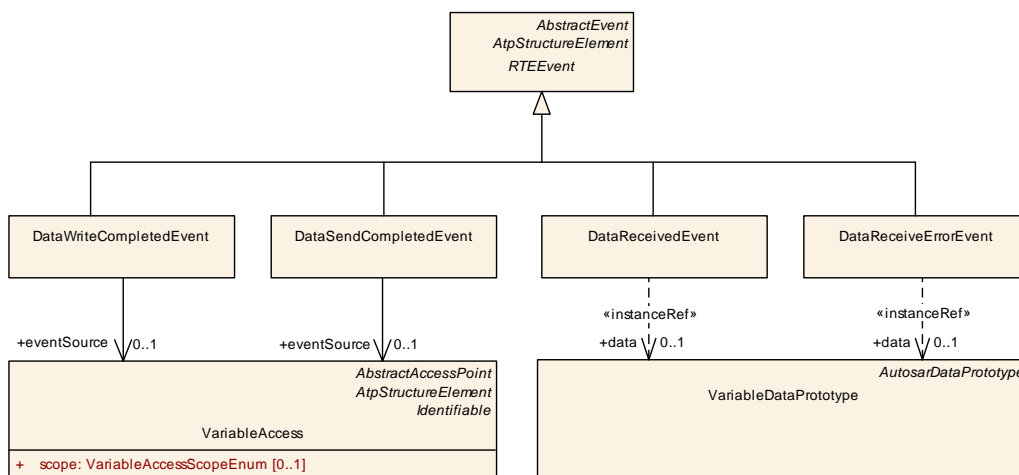 AbstractEvent
AtpStructureElement
RTEEvent
DataWriteCompletedEvent
DataSendCompletedEvent
DataReceivedEvent
DataReceiveErrorEvent
«instanceRef»
«instanceRef»
+eventSource 0..1
+eventSource 0..1
+data 0..1
+data 0..1
AbstractAccessPoint
AtpStructureElement
Identifiable
VariableAccess
+ scope: VariableAccessScopeEnum [0..1]
AutosarDataPrototype
VariableDataPrototype